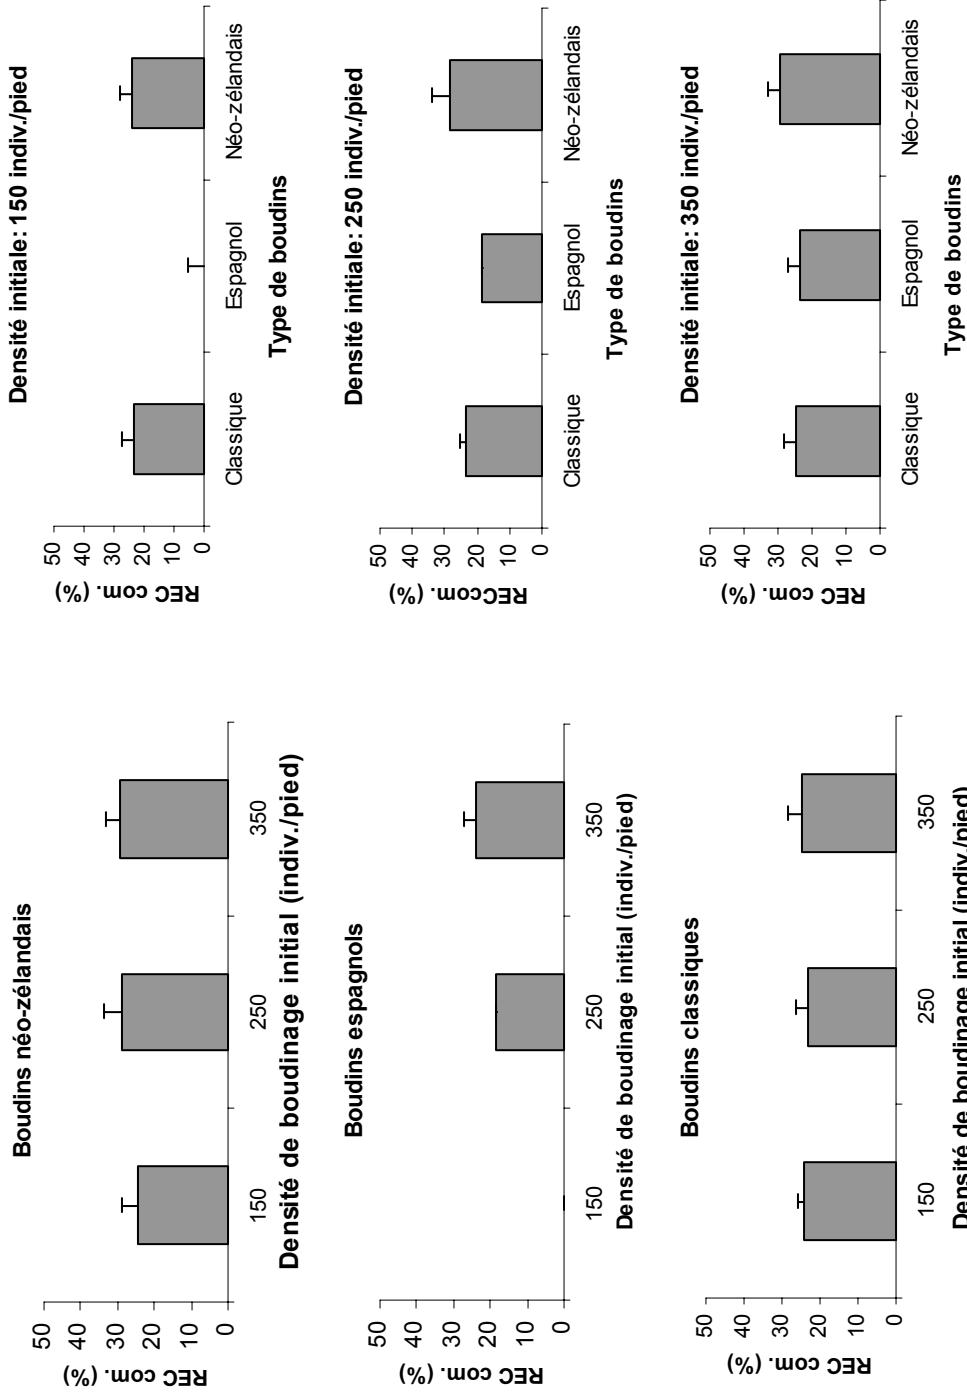 Boudins néo-zélandais
50
40
30
20
10
0
REC com. (%)
150 250 350
Densité de boudinage initial (indiv./pied)
Boudins espagnols
50
40
30
20
10
0
REC com. (%)
150 250 350
Densité de boudinage initial (indiv./pied)
Boudins classiques
50
40
30
20
10
0
REC com. (%)
150 250 350
Densité de boudinage initial (indiv./pied)
Densité initiale: 150 indiv./pied
50
40
30
20
10
0
REC com. (%)
Classique Espagnol Néo-zélandais
Type de boudins
Densité initiale: 250 indiv./pied
50
40
30
20
10
0
RECcom. (%)
Classique Espagnol Néo-zélandais
Type de boudins
Densité initiale: 350 indiv./pied
50
40
30
20
10
0
REC com. (%)
Classique Espagnol Néo-zélandais
Type de boudins